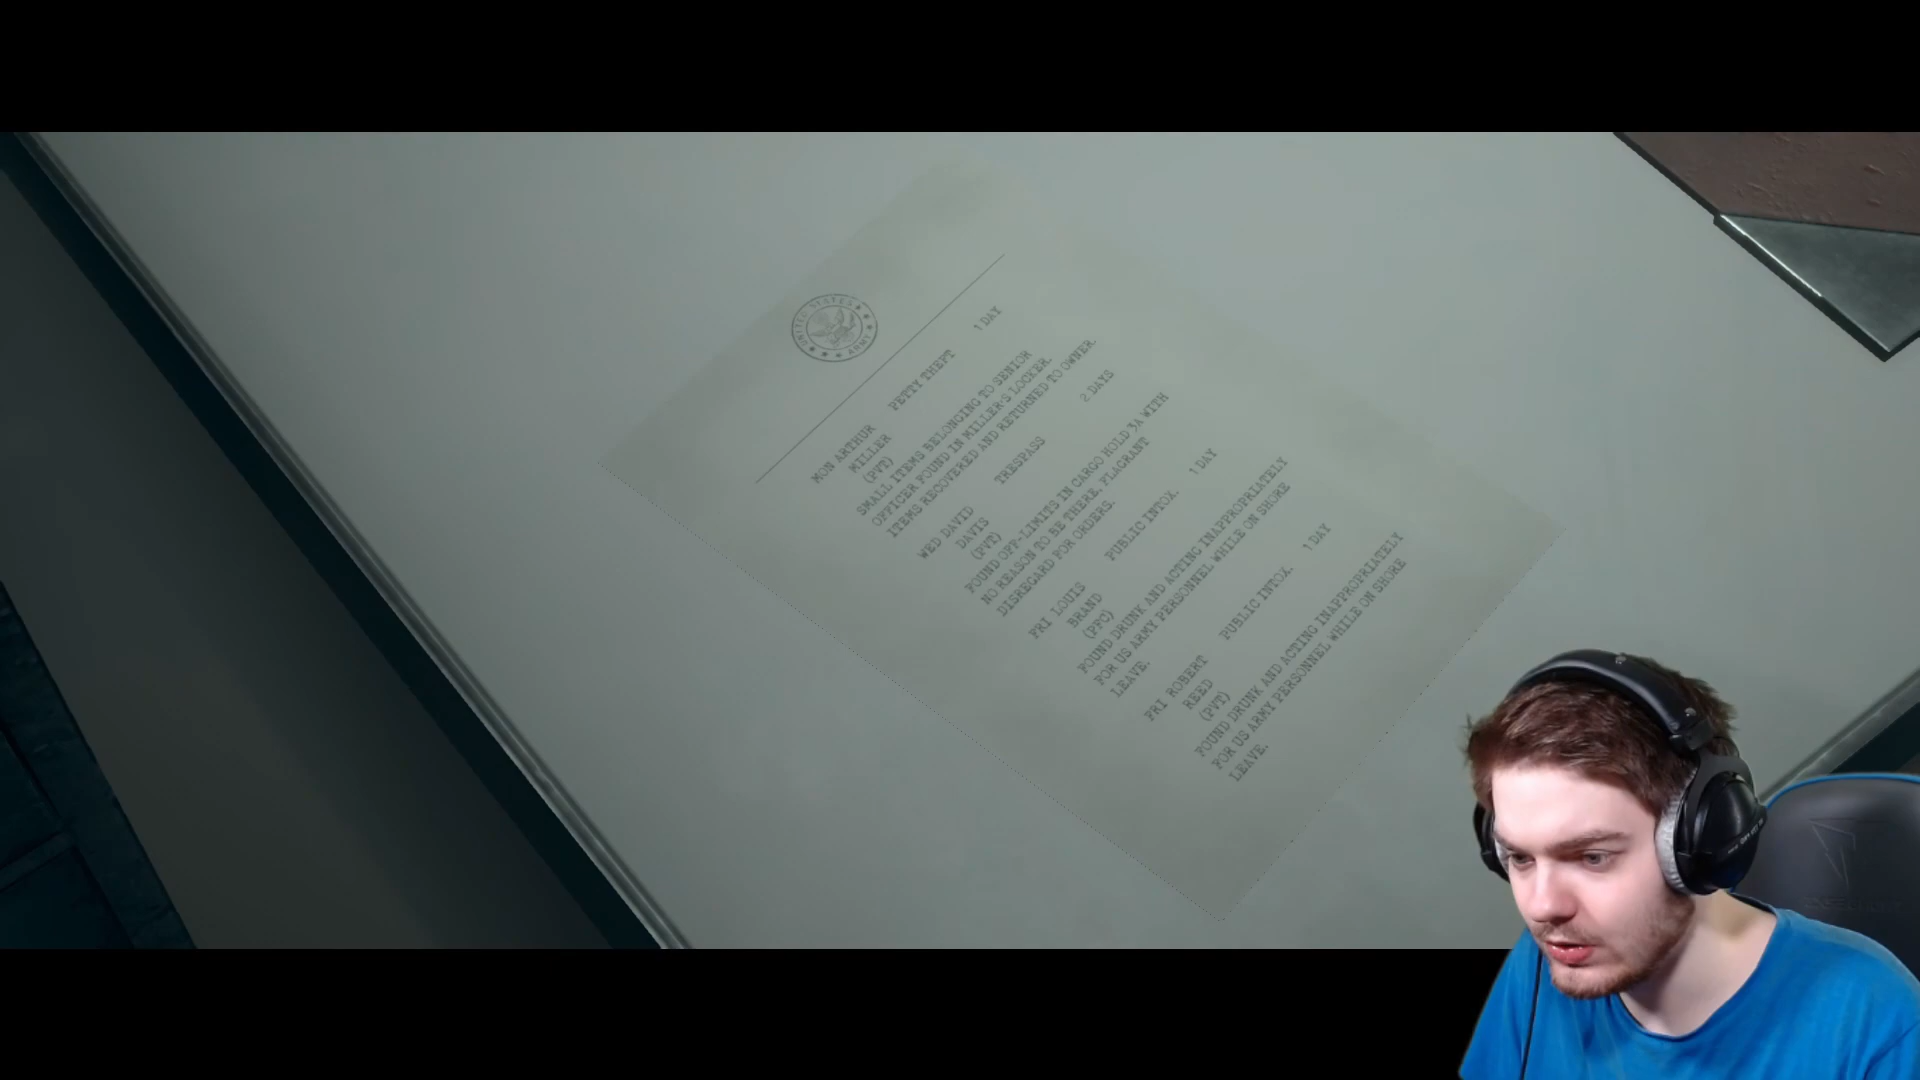 UNITED STATES ARMY
MON ARTHUR MILLER (PVT) PETTY THEFT 1 DAY
SMALL ITEMS BELONGING TO SENIOR
OFFICER FOUND IN MILLER'S LOCKER.
ITEMS RECOVERED AND RETURNED TO OWNER.
WED DAVID DAVIS (PVT) TRESPASS 2 DAYS
FOUND OFF-LIMITS IN CARGO HOLD 3A WITH
NO REASON TO BE THERE, FLAGRANT
DISREGARD FOR ORDERS.
FRI LOUIS BRAND (PFC) PUBLIC INTOX. 1 DAY
FOUND DRUNK AND ACTING INAPPROPRIATELY
FOR US ARMY PERSONNEL WHILE ON SHORE
LEAVE.
FRI ROBERT REED (PVT) PUBLIC INTOX. 1 DAY
FOUND DRUNK AND ACTING INAPPROPRIATELY
FOR US ARMY PERSONNEL WHILE ON SHORE
LEAVE.